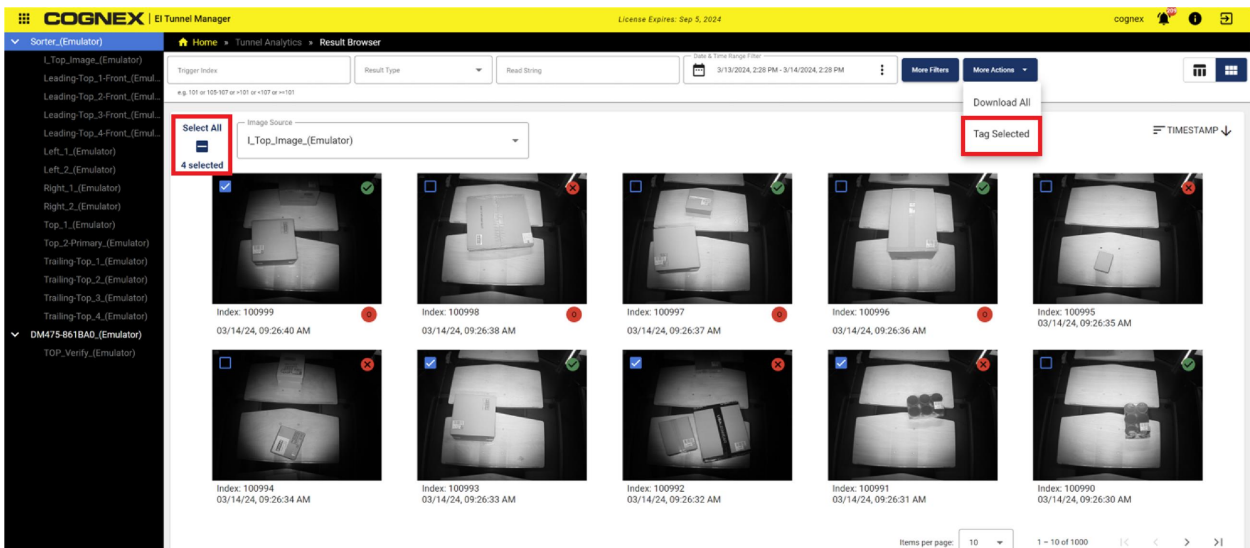 COGNEX | EI Tunnel Manager
License Expires: Sep 5, 2024
cognex
Sorter_(Emulator)
I_Top_Image_(Emulator)
Leading-Top_1-Front_(Emul...
Leading-Top_2-Front_(Emul...
Leading-Top_3-Front_(Emul...
Leading-Top_4-Front_(Emul...
Left_1_(Emulator)
Left_2_(Emulator)
Right_1_(Emulator)
Right_2_(Emulator)
Top_1_(Emulator)
Top_2-Primary_(Emulator)
Trailing-Top_1_(Emulator)
Trailing-Top_2_(Emulator)
Trailing-Top_3_(Emulator)
Trailing-Top_4_(Emulator)
DM475-861BA0_(Emulator)
TOP_Verify_(Emulator)
Home » Tunnel Analytics » Result Browser
Trigger Index
e.g. 101 or 105-107 or >101 or <107 or >=101
Result Type
Read String
Date & Time Range Filter
3/13/2024, 2:28 PM - 3/14/2024, 2:28 PM
More Filters
More Actions
Download All
Tag Selected
Select All
4 selected
Image Source
I_Top_Image_(Emulator)
TIMESTAMP
Index: 100999
03/14/24, 09:26:40 AM
Index: 100998
03/14/24, 09:26:38 AM
Index: 100997
03/14/24, 09:26:37 AM
Index: 100996
03/14/24, 09:26:36 AM
Index: 100995
03/14/24, 09:26:35 AM
Index: 100994
03/14/24, 09:26:34 AM
Index: 100993
03/14/24, 09:26:33 AM
Index: 100992
03/14/24, 09:26:32 AM
Index: 100991
03/14/24, 09:26:31 AM
Index: 100990
03/14/24, 09:26:30 AM
Items per page: 10
1 – 10 of 1000